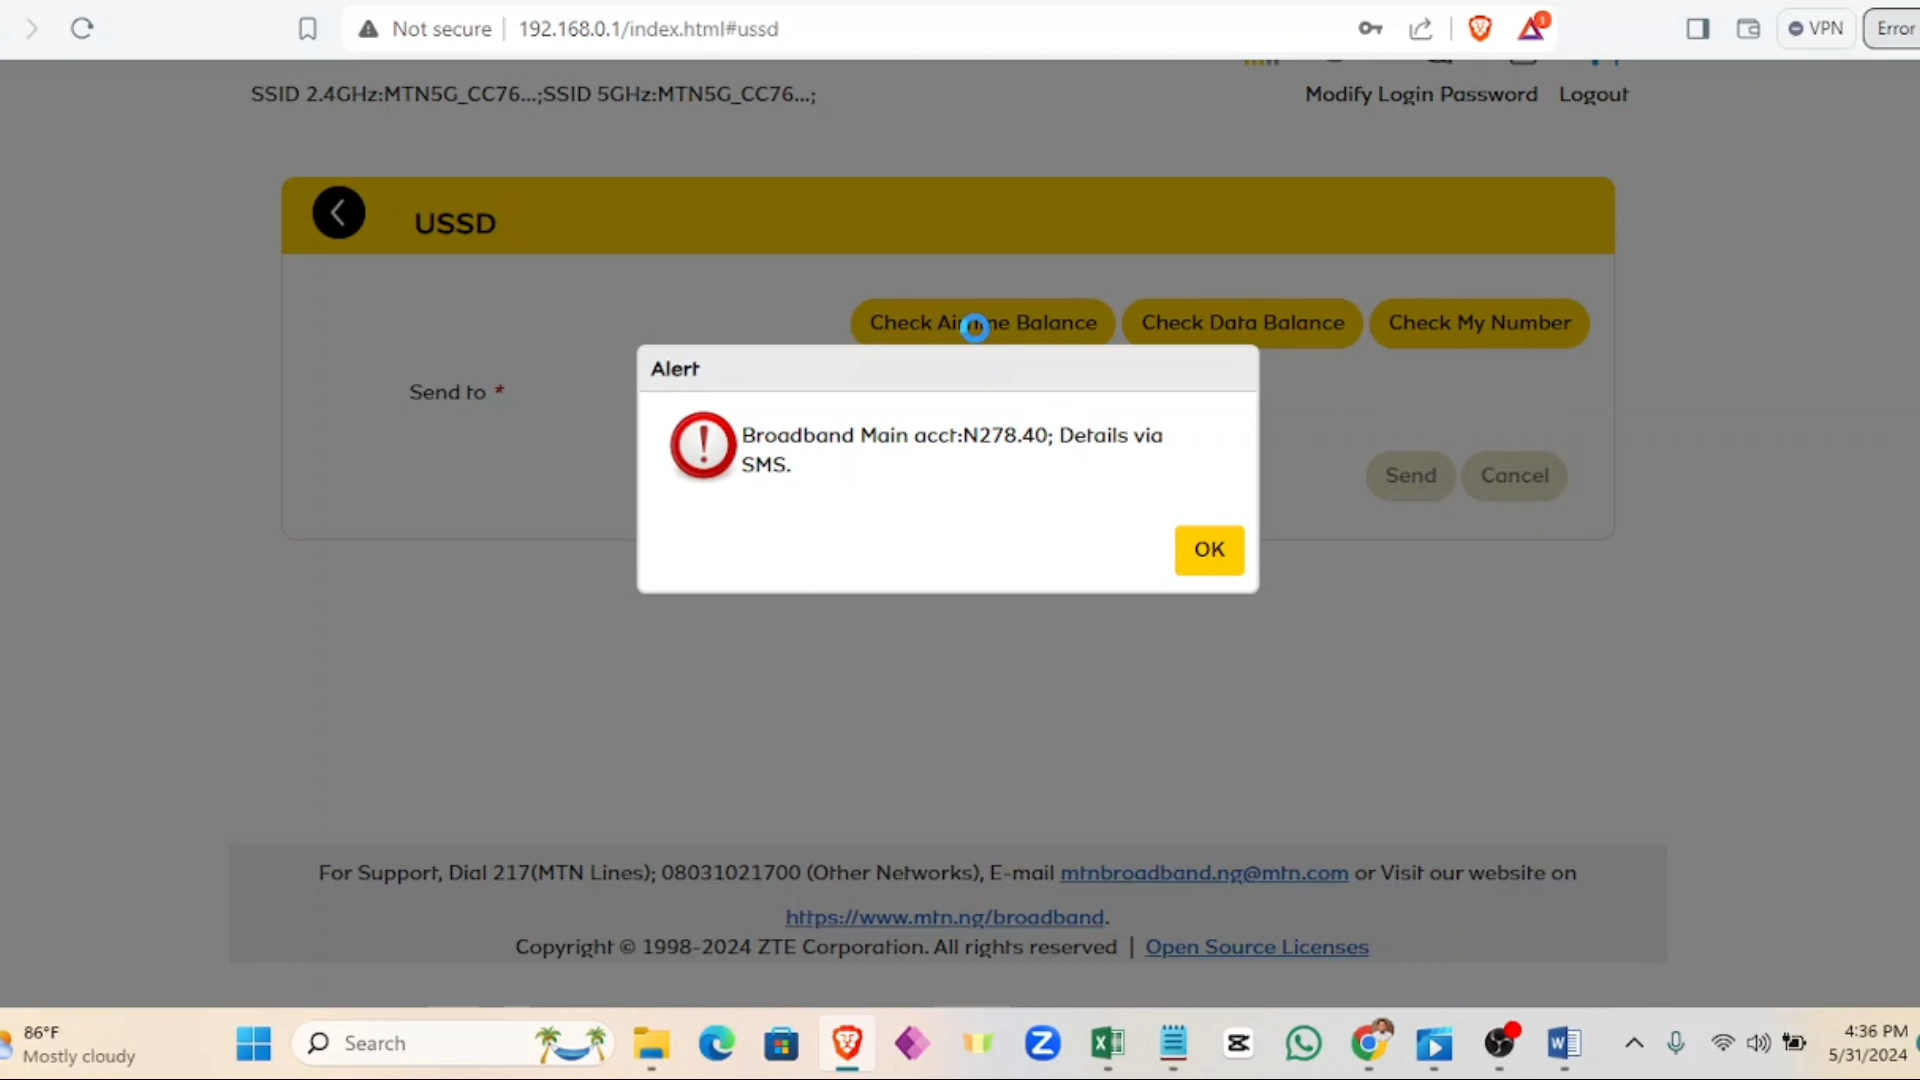 Not secure
192.168.0.1/index.html#ussd
1
VPN
Error
SSID 2.4GHz:MTN5G_CC76...;SSID 5GHz:MTN5G_CC76...;
Modify Login Password
Logout
USSD
Check Airtime Balance
Check Data Balance
Check My Number
Send to *
Alert
Broadband Main acct:N278.40; Details via
SMS.
Send
Cancel
OK
For Support, Dial 217(MTN Lines); 08031021700 (Other Networks), E-mail mtnbroadband.ng@mtn.com or Visit our website on
https://www.mtn.ng/broadband.
Copyright © 1998-2024 ZTE Corporation. All rights reserved | Open Source Licenses
86°F
Mostly cloudy
Search
4:36 PM
5/31/2024